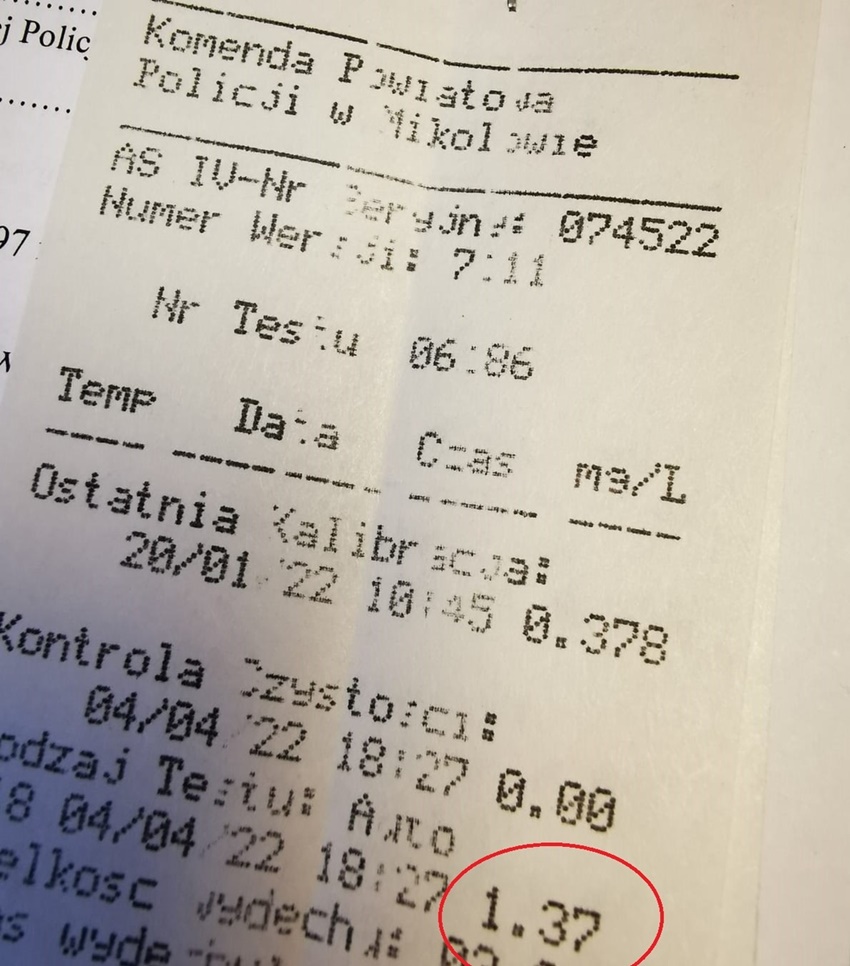 j Polic
Komenda Powiatowa
Policji w Mikolowie
AS IV-Nr Seryjny: 074522
Numer Wersji: 7:11
97
Nr Testu
Temp Data Czas mg/L
Ostatnia Kalibracja:
20/01/22 10:45 0.378
Kontrola Czystosci:
04/04/22 18:27 0.00
odzaj Testu: Auto
8 04/04/22 18:27 1.37
elkosc wydechu: